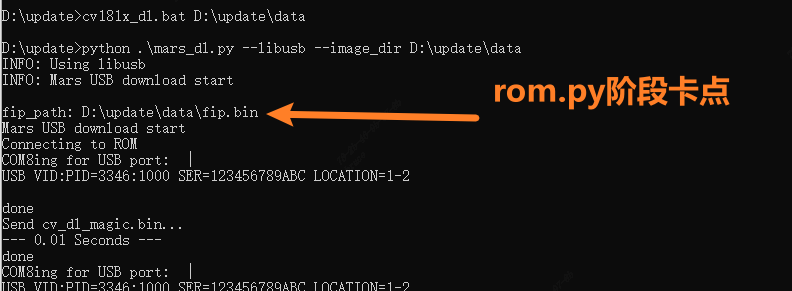 D:\update>cv181x_dl.bat D:\update\data
D:\update>python .\mars_dl.py --libusb --image_dir D:\update\data
INFO: Using libusb
INFO: Mars USB download start
fip_path: D:\update\data\fip.bin
rom.py阶段卡点
Mars USB download start
Connecting to ROM
COM8ing for USB port:  |
USB VID:PID=3346:1000 SER=123456789ABC LOCATION=1-2
done
Send cv_dl_magic.bin...
--- 0.01 Seconds ---
done
COM8ing for USB port:  |
USB VID:PID=3346:1000 SER=123456789ABC LOCATION=1-2